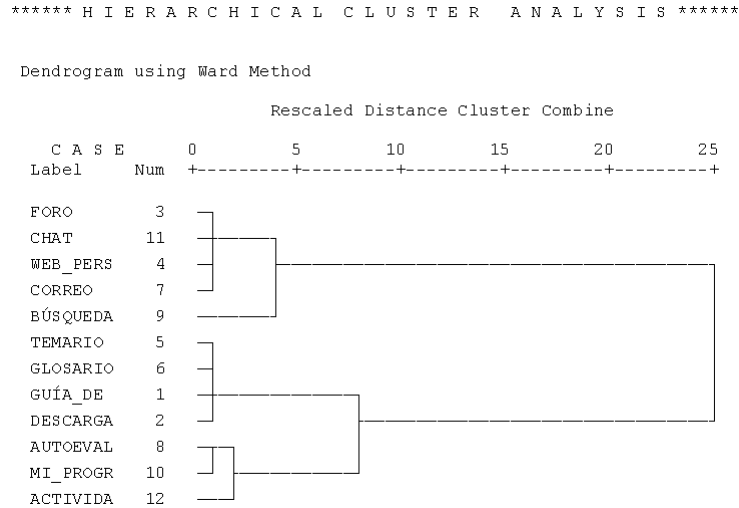 ****** H I E R A R C H I C A L  C L U S T E R   A N A L Y S I S ******
Dendrogram using Ward Method
Rescaled Distance Cluster Combine
C A S E 0 5 10 15 20 25
Label Num +---------+---------+---------+---------+---------+
FORO 3
CHAT 11
WEB_PERS 4
CORREO 7
BÚSQUEDA 9
TEMARIO 5
GLOSARIO 6
GUÍA_DE 1
DESCARGA 2
AUTOEVAL 8
MI_PROGR 10
ACTIVIDA 12